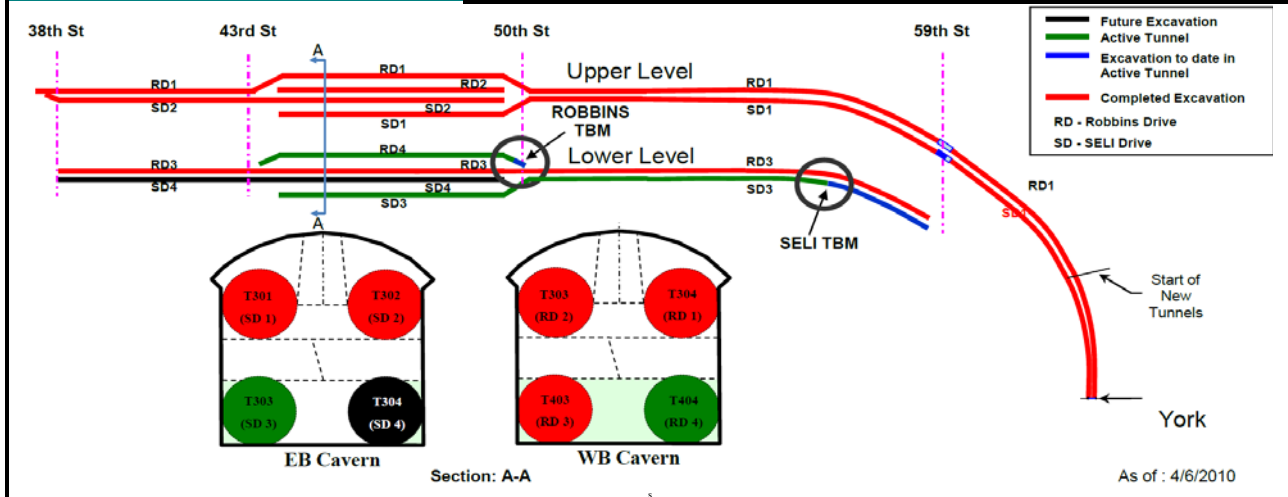 38th St
43rd St
50th St
59th St
Future Excavation
Active Tunnel
Excavation to date in
Active Tunnel
Completed Excavation
RD - Robbins Drive
SD - SELI Drive
A
RD1
RD1
RD2
Upper Level
RD1
SD2
SD2
SD1
SD1
ROBBINS
TBM
RD4
RD3
RD3
Lower Level
RD3
SD4
SD4
SD3
SD3
RD1
A
SELI TBM
Start of
New
Tunnels
T301
(SD 1)
T302
(SD 2)
T303
(RD 2)
T304
(RD 1)
T303
(SD 3)
T304
(SD 4)
T403
(RD 3)
T404
(RD 4)
York
EB Cavern
WB Cavern
Section: A-A
As of : 4/6/2010